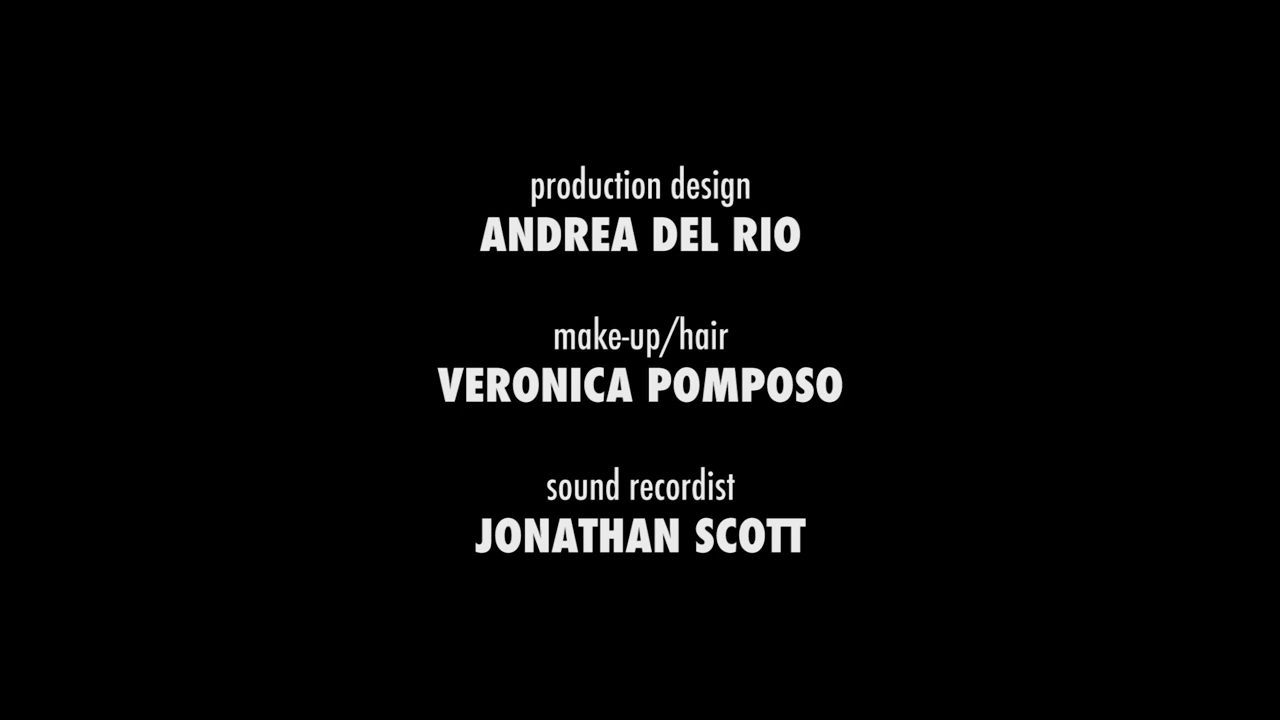 production design
ANDREA DEL RIO
make-up/hair
VERONICA POMPOSO
sound recordist
JONATHAN SCOTT